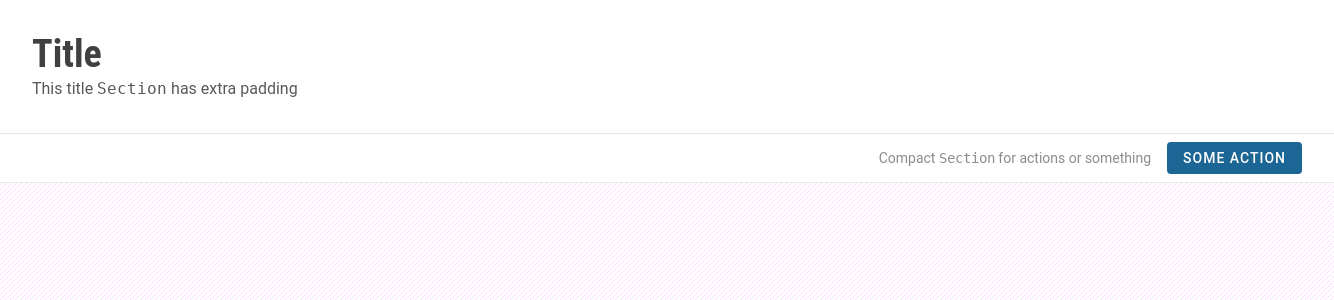 Title
This title Section has extra padding
Compact Section for actions or something
SOME ACTION